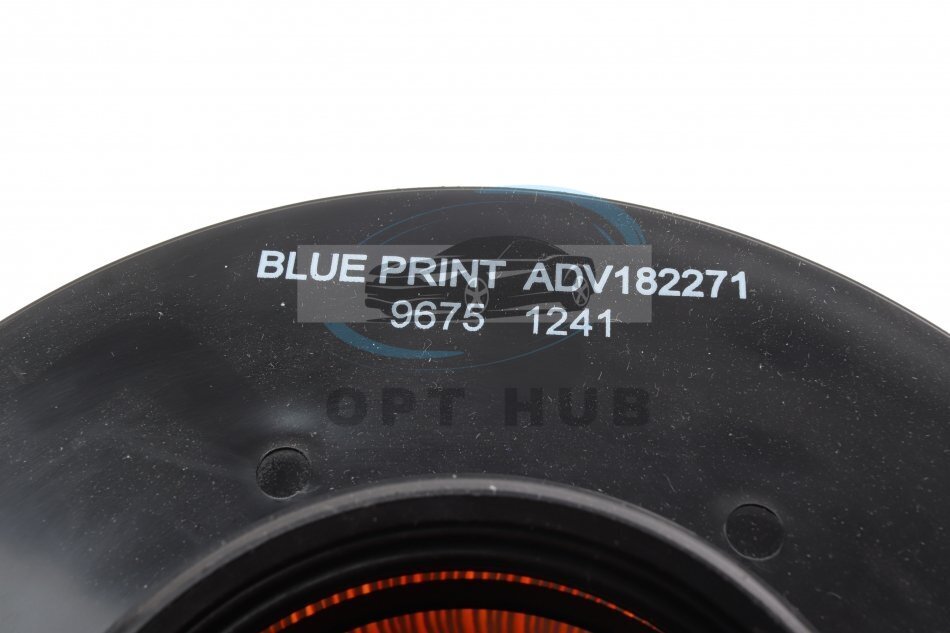 BLUE PRINT ADV182271
9675 1241
OPT HUB